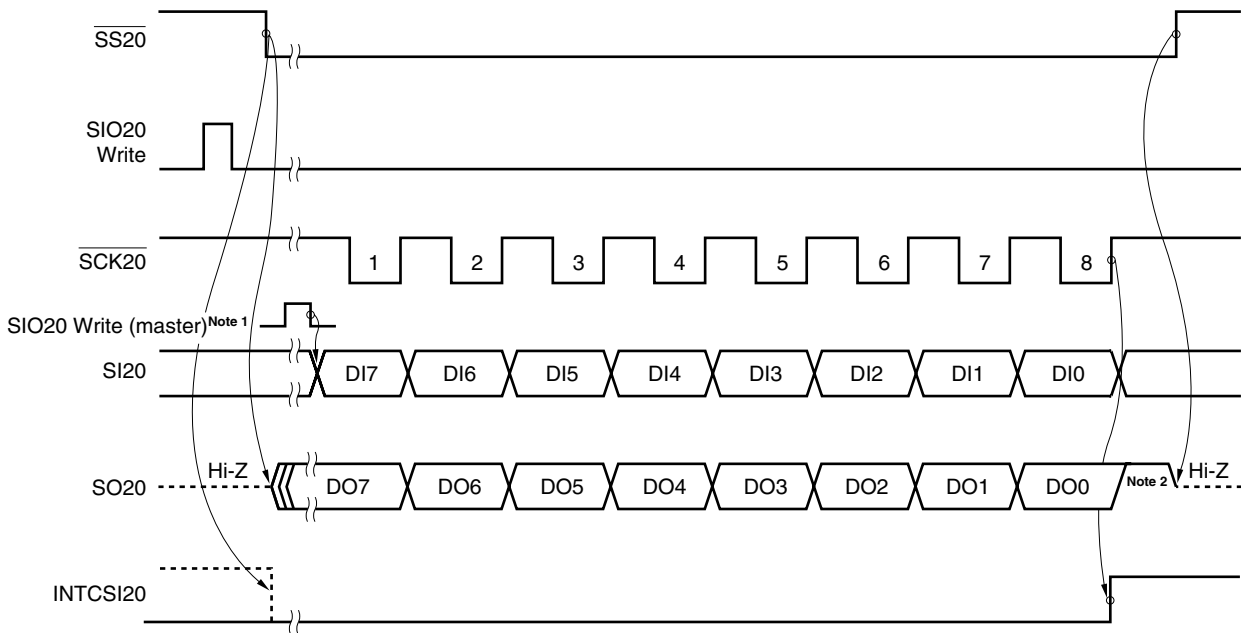 SS20
SIO20
Write
SCK20
1 2 3 4 5 6 7 8
SIO20 Write (master)Note 1
SI20
DI7 DI6 DI5 DI4 DI3 DI2 DI1 DI0
Hi-Z
SO20
DO7 DO6 DO5 DO4 DO3 DO2 DO1 DO0
Note 2
Hi-Z
INTCSI20